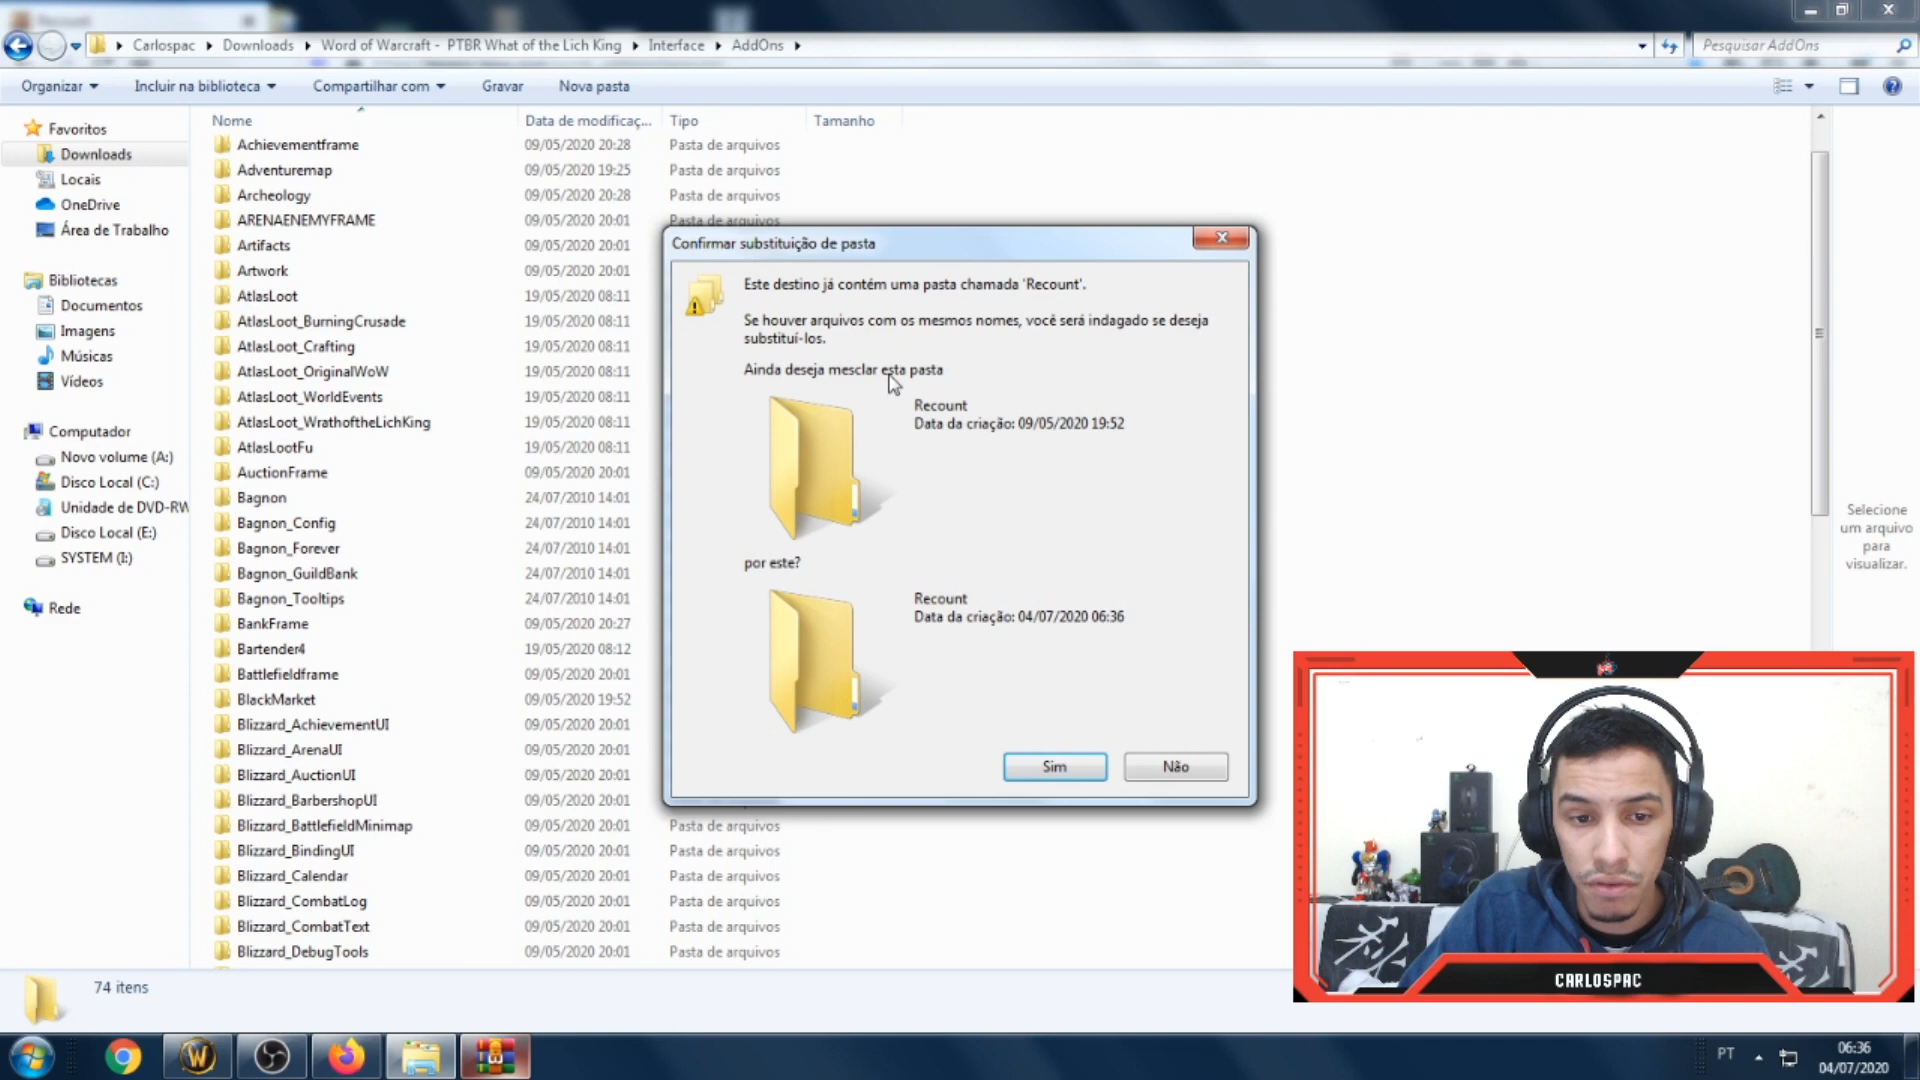 Carlospac ▸ Downloads ▸ Word of Warcraft - PTBR What of the Lich King ▸ Interface ▸ AddOns ▸
Pesquisar AddOns
Organizar
Incluir na biblioteca
Compartilhar com
Gravar
Nova pasta
Favoritos
Downloads
Locais
OneDrive
Área de Trabalho
Bibliotecas
Documentos
Imagens
Músicas
Vídeos
Computador
Novo volume (A:)
Disco Local (C:)
Unidade de DVD-RW
Disco Local (E:)
SYSTEM (I:)
Rede
Nome Data de modificaç... Tipo Tamanho
Achievementframe 09/05/2020 20:28 Pasta de arquivos
Adventuremap 09/05/2020 19:25 Pasta de arquivos
Archeology 09/05/2020 20:28 Pasta de arquivos
ARENAENEMYFRAME 09/05/2020 20:01 Pasta de arquivos
Artifacts 09/05/2020 20:01
Artwork 09/05/2020 20:01
AtlasLoot 19/05/2020 08:11
AtlasLoot_BurningCrusade 19/05/2020 08:11
AtlasLoot_Crafting 19/05/2020 08:11
AtlasLoot_OriginalWoW 19/05/2020 08:11
AtlasLoot_WorldEvents 19/05/2020 08:11
AtlasLoot_WrathoftheLichKing 19/05/2020 08:11
AtlasLootFu 19/05/2020 08:11
AuctionFrame 09/05/2020 20:01
Bagnon 24/07/2010 14:01
Bagnon_Config 24/07/2010 14:01
Bagnon_Forever 24/07/2010 14:01
Bagnon_GuildBank 24/07/2010 14:01
Bagnon_Tooltips 24/07/2010 14:01
BankFrame 09/05/2020 20:27
Bartender4 19/05/2020 08:12
Battlefieldframe 09/05/2020 20:01
BlackMarket 09/05/2020 19:52
Blizzard_AchievementUI 09/05/2020 20:01
Blizzard_ArenaUI 09/05/2020 20:01
Blizzard_AuctionUI 09/05/2020 20:01
Blizzard_BarbershopUI 09/05/2020 20:01
Blizzard_BattlefieldMinimap 09/05/2020 20:01 Pasta de arquivos
Blizzard_BindingUI 09/05/2020 20:01 Pasta de arquivos
Blizzard_Calendar 09/05/2020 20:01 Pasta de arquivos
Blizzard_CombatLog 09/05/2020 20:01 Pasta de arquivos
Blizzard_CombatText 09/05/2020 20:01 Pasta de arquivos
Blizzard_DebugTools 09/05/2020 20:01 Pasta de arquivos
Confirmar substituição de pasta
Este destino já contém uma pasta chamada 'Recount'.
Se houver arquivos com os mesmos nomes, você será indagado se deseja
substituí-los.
Ainda deseja mesclar esta pasta
Recount
Data da criação: 09/05/2020 19:52
por este?
Recount
Data da criação: 04/07/2020 06:36
Sim
Não
Selecione
um arquivo
para
visualizar.
CARLOSPAC
74 itens
PT
06:36
04/07/2020